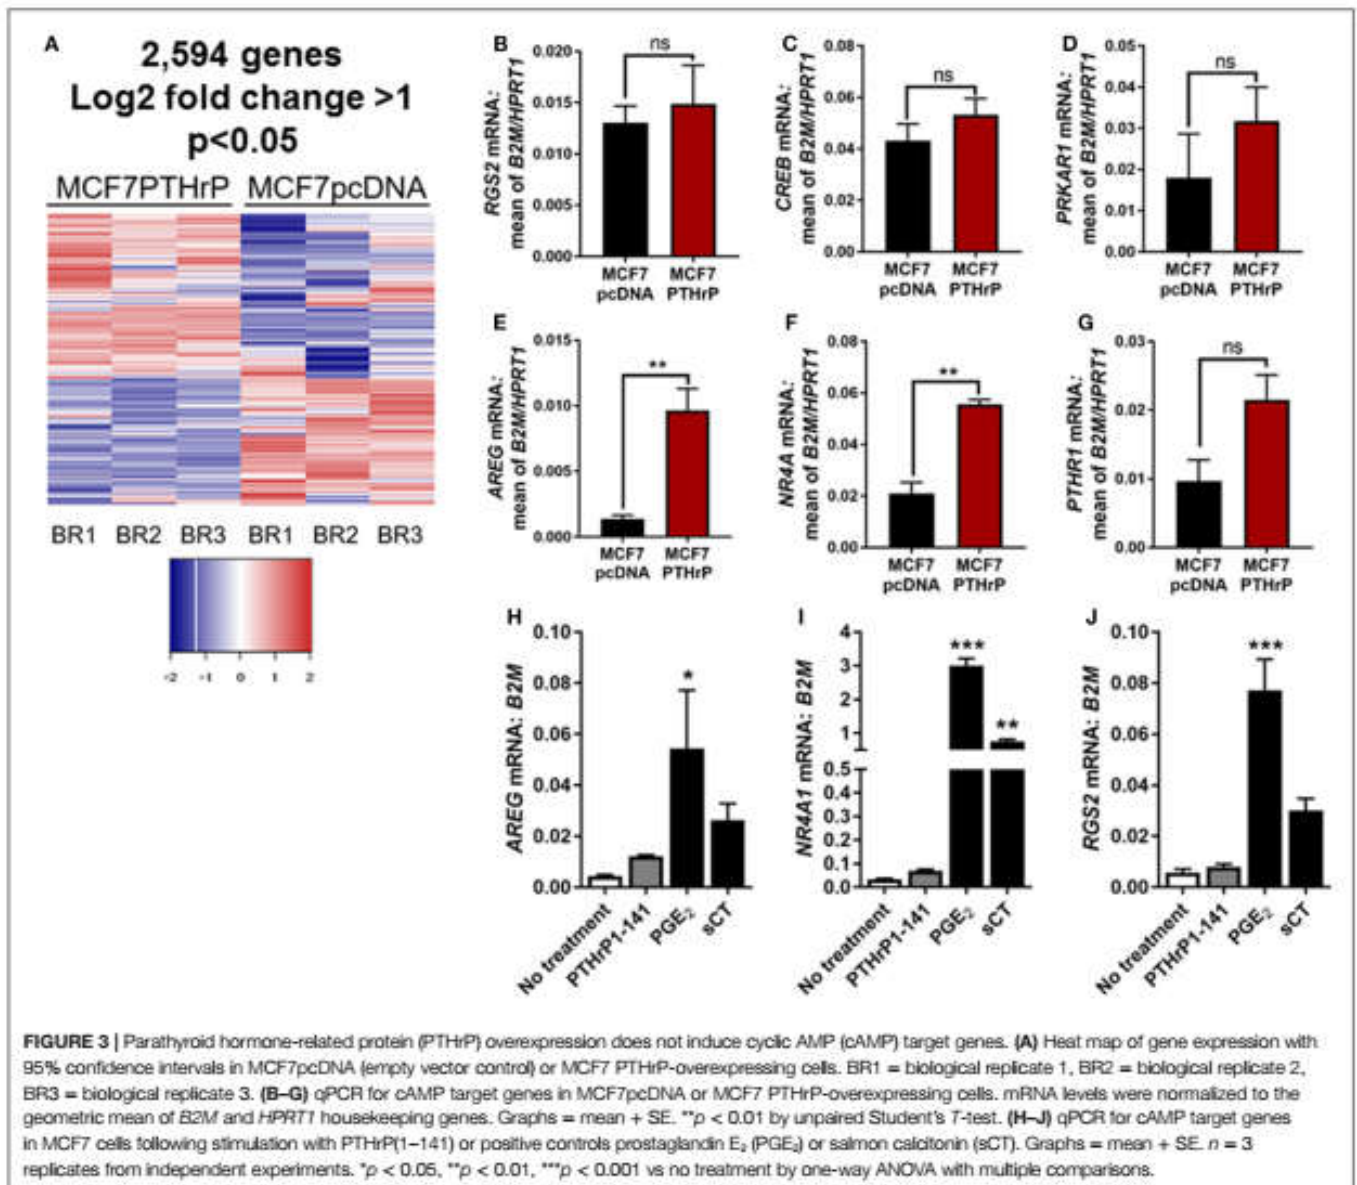 A
2,594 genes
Log2 fold change >1
p<0.05
MCF7PTHrP MCF7pcDNA
BR1 BR2 BR3 BR1 BR2 BR3
-2 -1 0 1 2
B
RGS2 mRNA:
mean of B2M/HPRT1
0.020
0.015
0.010
0.005
0.000
ns
MCF7 MCF7
pcDNA PTHrP
C
CREB mRNA:
mean of B2M/HPRT1
0.08
0.06
0.04
0.02
0.00
ns
MCF7 MCF7
pcDNA PTHrP
D
PRKAR1 mRNA:
mean of B2M/HPRT1
0.05
0.04
0.03
0.02
0.01
0.00
ns
MCF7 MCF7
pcDNA PTHrP
E
AREG mRNA:
mean of B2M/HPRT1
0.015
0.010
0.005
0.000
**
MCF7 MCF7
pcDNA PTHrP
F
NR4A mRNA:
mean of B2M/HPRT1
0.08
0.06
0.04
0.02
0.00
**
MCF7 MCF7
pcDNA PTHrP
G
PTHR1 mRNA:
mean of B2M/HPRT1
0.03
0.02
0.01
0.00
ns
MCF7 MCF7
pcDNA PTHrP
H
AREG mRNA: B2M
0.10
0.08
0.06
0.04
0.02
0.00
*
No treatment
PTHrP1-141
PGE₂
sCT
I
NR4A1 mRNA: B2M
4
3
2
1
0.5
0.4
0.3
0.2
0.1
0.0
***
**
No treatment
PTHrP1-141
PGE₂
sCT
J
RGS2 mRNA: B2M
0.10
0.08
0.06
0.04
0.02
0.00
***
No treatment
PTHrP1-141
PGE₂
sCT
FIGURE 3 | Parathyroid hormone-related protein (PTHrP) overexpression does not induce cyclic AMP (cAMP) target genes. (A) Heat map of gene expression with
95% confidence intervals in MCF7pcDNA (empty vector control) or MCF7 PTHrP-overexpressing cells. BR1 = biological replicate 1, BR2 = biological replicate 2,
BR3 = biological replicate 3. (B–G) qPCR for cAMP target genes in MCF7pcDNA or MCF7 PTHrP-overexpressing cells. mRNA levels were normalized to the
geometric mean of B2M and HPRT1 housekeeping genes. Graphs = mean + SE. **p < 0.01 by unpaired Student's T-test. (H–J) qPCR for cAMP target genes
in MCF7 cells following stimulation with PTHrP(1–141) or positive controls prostaglandin E₂ (PGE₂) or salmon calcitonin (sCT). Graphs = mean + SE. n = 3
replicates from independent experiments. *p < 0.05, **p < 0.01, ***p < 0.001 vs no treatment by one-way ANOVA with multiple comparisons.